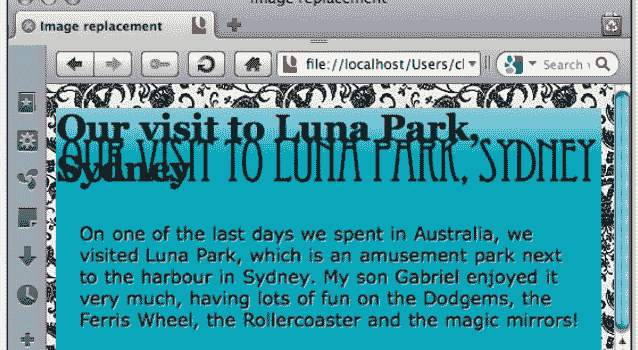 Image replacement
Image replacement
file://localhost/Users/cl
Search
Our visit to Luna Park,
Sydney
OUR VISIT TO LUNA PARK, SYDNEY
On one of the last days we spent in Australia, we
visited Luna Park, which is an amusement park next
to the harbour in Sydney. My son Gabriel enjoyed it
very much, having lots of fun on the Dodgems, the
Ferris Wheel, the Rollercoaster and the magic mirrors!